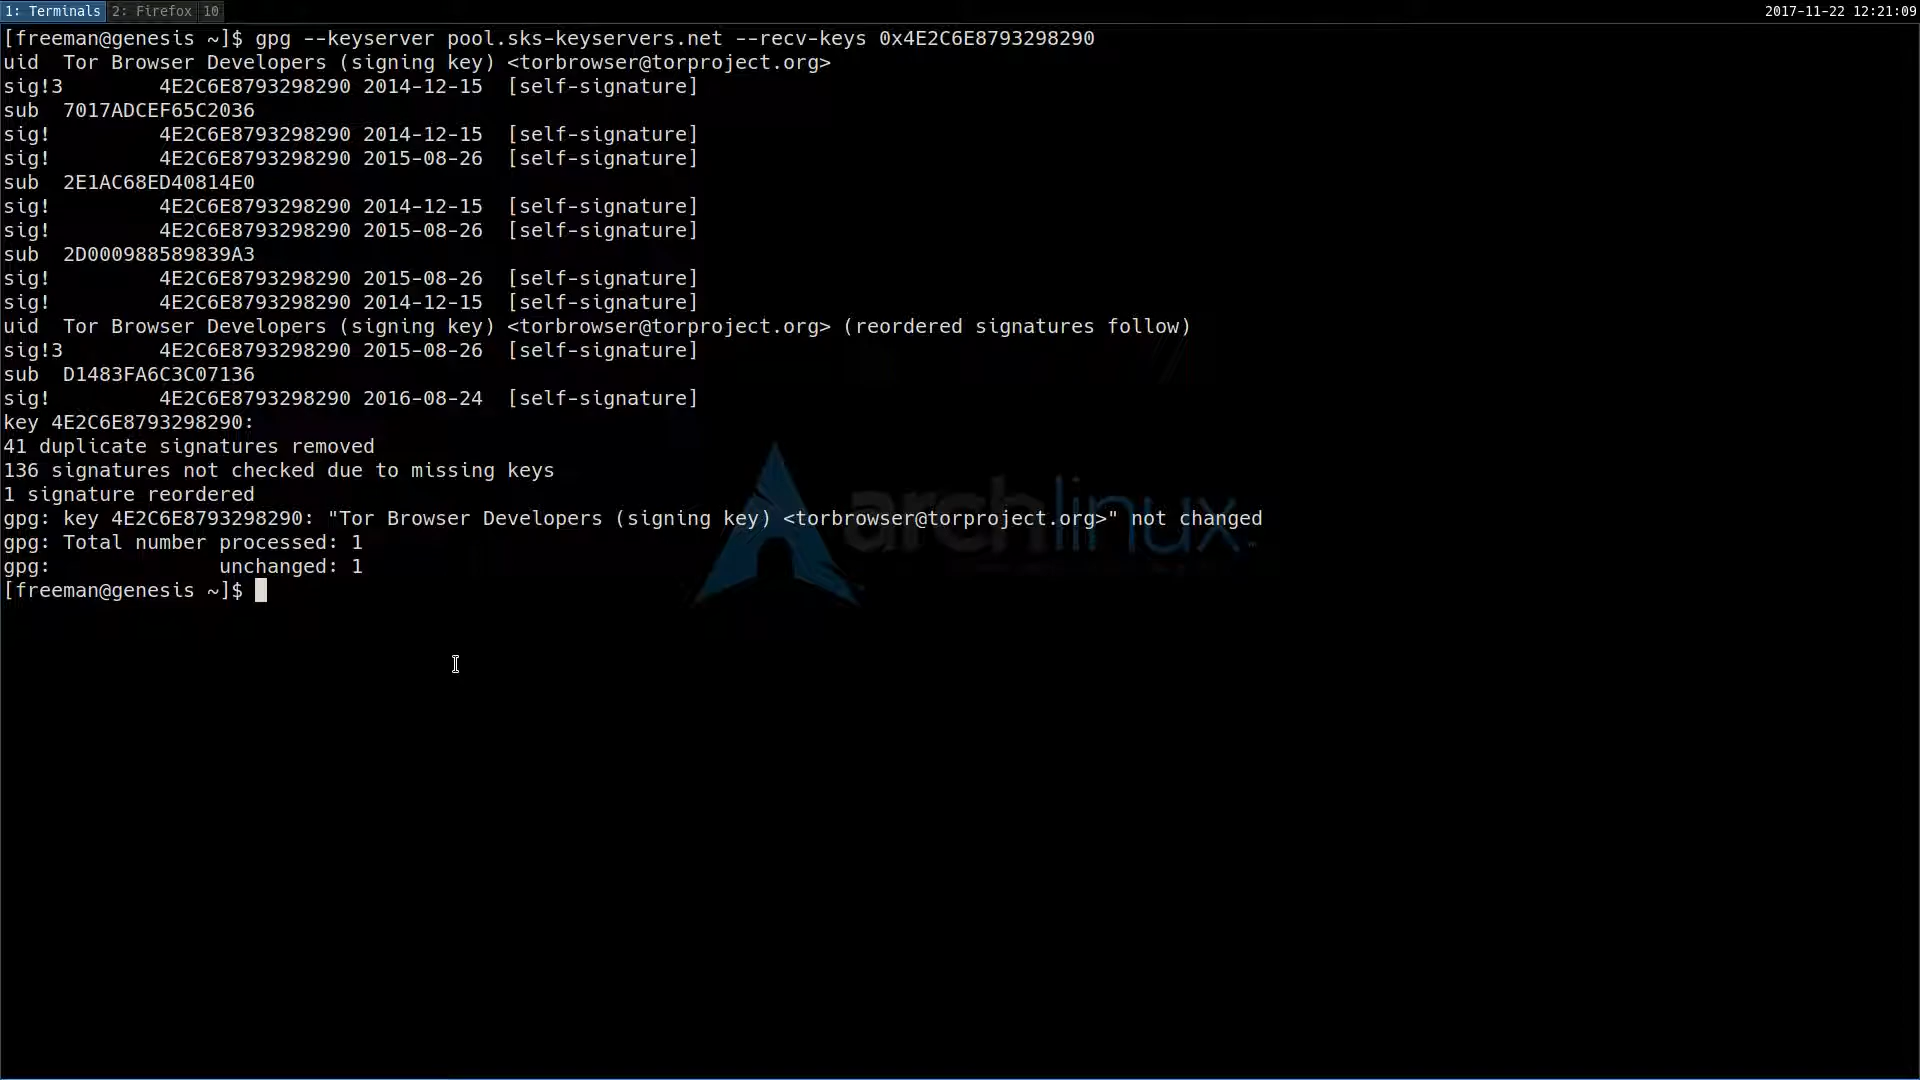 1: Terminals 2: Firefox 10 2017-11-22 12:21:09
[freeman@genesis ~]$ gpg --keyserver pool.sks-keyservers.net --recv-keys 0x4E2C6E8793298290
uid  Tor Browser Developers (signing key) <torbrowser@torproject.org>
sig!3        4E2C6E8793298290 2014-12-15  [self-signature]
sub  7017ADCEF65C2036
sig!         4E2C6E8793298290 2014-12-15  [self-signature]
sig!         4E2C6E8793298290 2015-08-26  [self-signature]
sub  2E1AC68ED40814E0
sig!         4E2C6E8793298290 2014-12-15  [self-signature]
sig!         4E2C6E8793298290 2015-08-26  [self-signature]
sub  2D000988589839A3
sig!         4E2C6E8793298290 2015-08-26  [self-signature]
sig!         4E2C6E8793298290 2014-12-15  [self-signature]
uid  Tor Browser Developers (signing key) <torbrowser@torproject.org> (reordered signatures follow)
sig!3        4E2C6E8793298290 2015-08-26  [self-signature]
sub  D1483FA6C3C07136
sig!         4E2C6E8793298290 2016-08-24  [self-signature]
key 4E2C6E8793298290:
41 duplicate signatures removed
136 signatures not checked due to missing keys
1 signature reordered
gpg: key 4E2C6E8793298290: "Tor Browser Developers (signing key) <torbrowser@torproject.org>" not changed
gpg: Total number processed: 1
gpg:              unchanged: 1
[freeman@genesis ~]$
archlinux